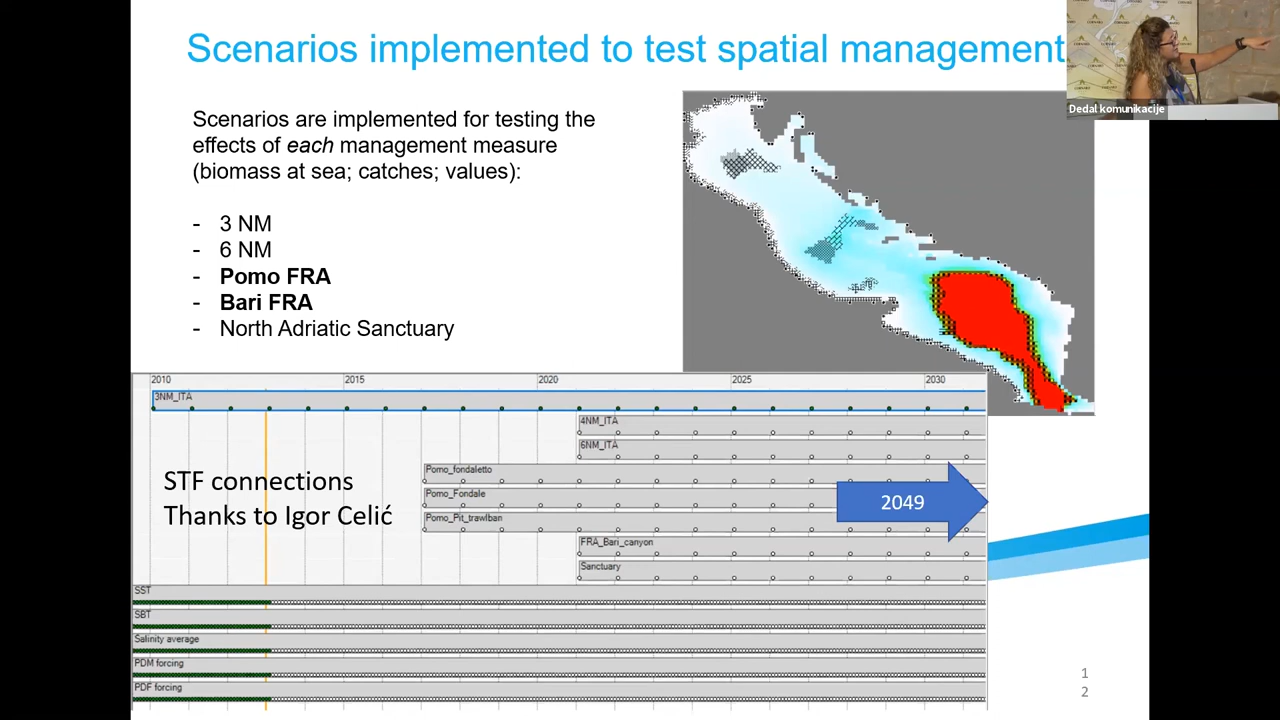 Scenarios implemented to test spatial management
Dedal komunikacije
Scenarios are implemented for testing the
effects of each management measure
(biomass at sea; catches; values):
- 3 NM
- 6 NM
- Pomo FRA
- Bari FRA
- North Adriatic Sanctuary
2010 2015 2020 2025 2030
3NM_ITA
4NM_ITA
6NM_ITA
Pomo_fondaletto
Pomo_Fondale
Pomo_Pit_trawlban
FRA_Bari_canyon
Sanctuary
STF connections
Thanks to Igor Celić
2049
SST
SBT
Salinity average
PDM forcing
PDF forcing
1
2